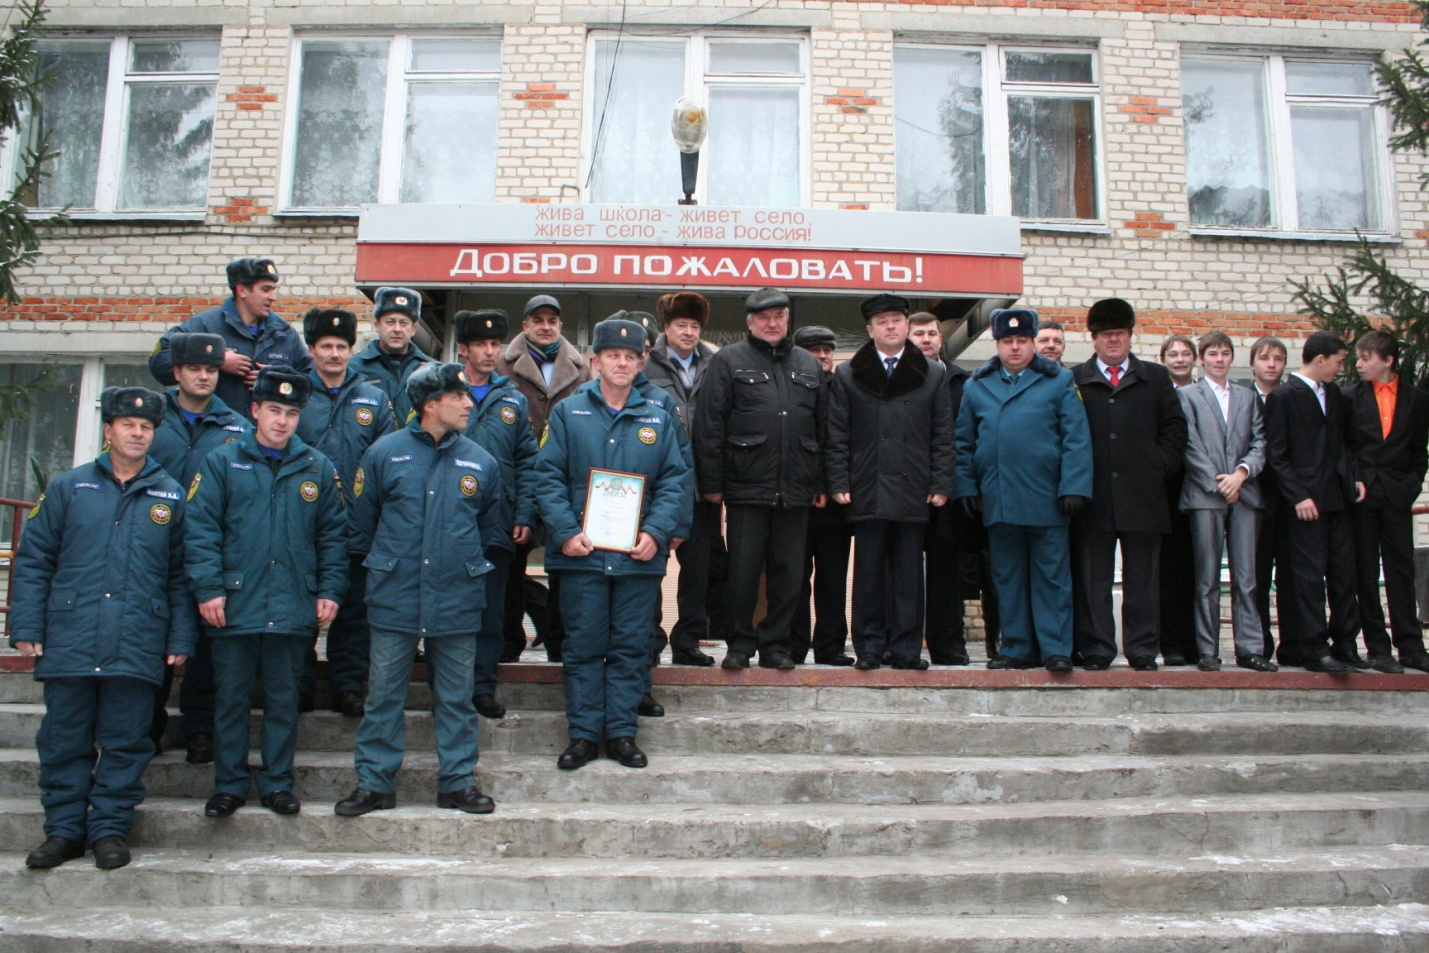 жива школа - живет село,
живет село - жива Россия!
ДОБРО ПОЖАЛОВАТЬ!